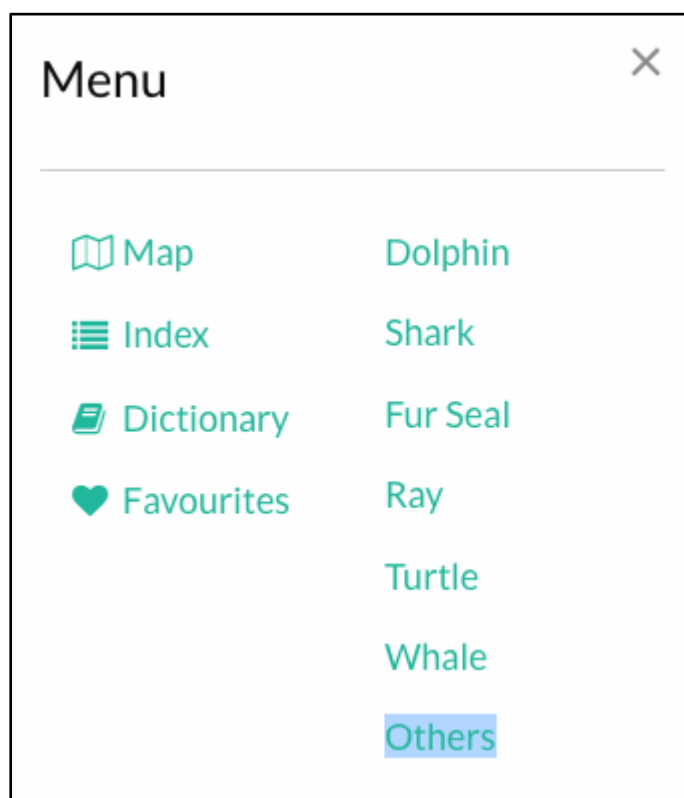 Menu
Map
Index
Dictionary
Favourites
Dolphin
Shark
Fur Seal
Ray
Turtle
Whale
Others